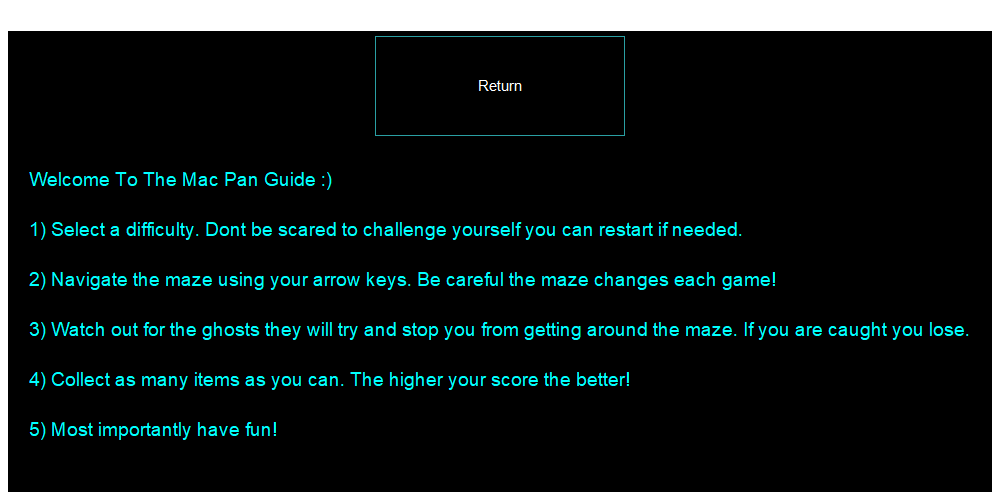 Return
Welcome To The Mac Pan Guide :)
1) Select a difficulty. Dont be scared to challenge yourself you can restart if needed.
2) Navigate the maze using your arrow keys. Be careful the maze changes each game!
3) Watch out for the ghosts they will try and stop you from getting around the maze. If you are caught you lose.
4) Collect as many items as you can. The higher your score the better!
5) Most importantly have fun!